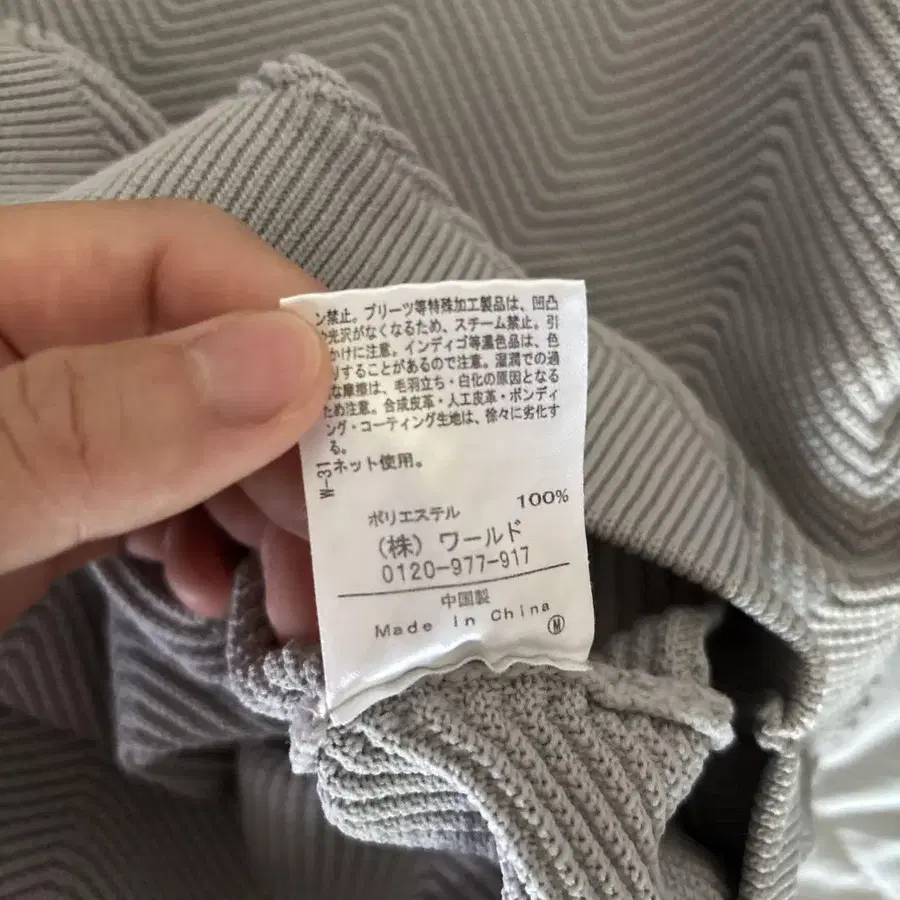 ン禁止。プリーツ等特殊加工製品は、凹凸
や光沢がなくなるため、スチーム禁止。引
かけに注意。インディゴ等濃色品は、色
りすることがあるので注意。湿潤での過
な摩擦は、毛羽立ち・白化の原因となる
ため注意。合成皮革・人工皮革・ボンディ
ング・コーティング生地は、徐々に劣化す
る。
W-31
ネット使用。
ポリエステル 100%
(株) ワールド
0120-977-917
中国製
Made in China
M